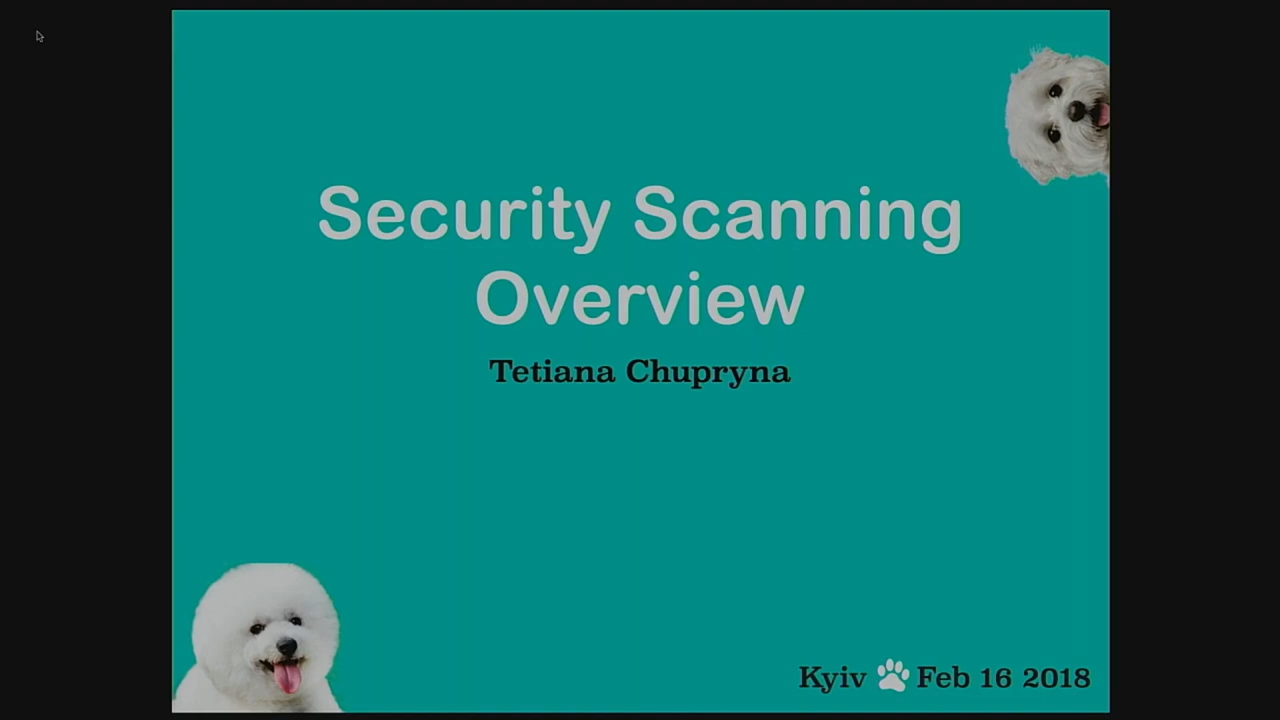 Security Scanning
Overview
Tetiana Chupryna
Kyiv Feb 16 2018